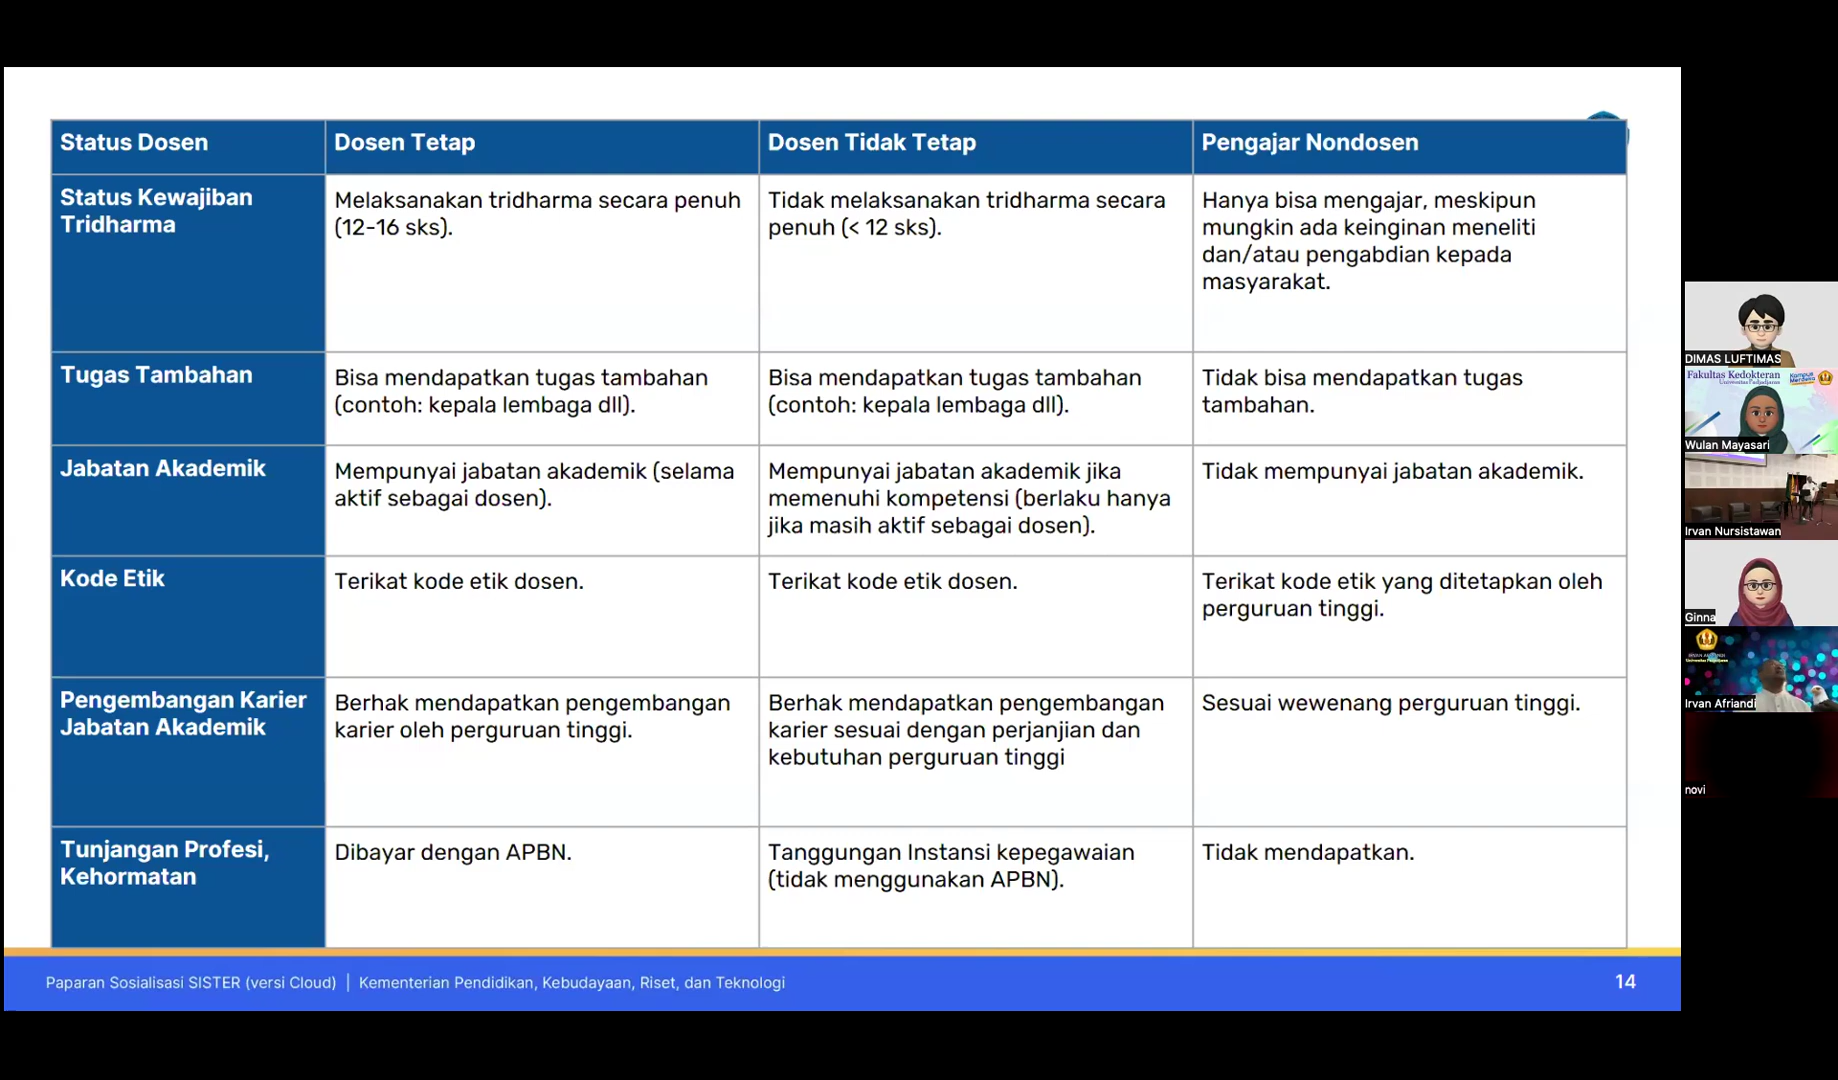 Status Dosen
Dosen Tetap
Dosen Tidak Tetap
Pengajar Nondosen
Status Kewajiban
Tridharma
Melaksanakan tridharma secara penuh
(12-16 sks).
Tidak melaksanakan tridharma secara
penuh (< 12 sks).
Hanya bisa mengajar, meskipun
mungkin ada keinginan meneliti
dan/atau pengabdian kepada
masyarakat.
Tugas Tambahan
Bisa mendapatkan tugas tambahan
(contoh: kepala lembaga dll).
Bisa mendapatkan tugas tambahan
(contoh: kepala lembaga dll).
Tidak bisa mendapatkan tugas
tambahan.
Jabatan Akademik
Mempunyai jabatan akademik (selama
aktif sebagai dosen).
Mempunyai jabatan akademik jika
memenuhi kompetensi (berlaku hanya
jika masih aktif sebagai dosen).
Tidak mempunyai jabatan akademik.
Kode Etik
Terikat kode etik dosen.
Terikat kode etik dosen.
Terikat kode etik yang ditetapkan oleh
perguruan tinggi.
Pengembangan Karier
Jabatan Akademik
Berhak mendapatkan pengembangan
karier oleh perguruan tinggi.
Berhak mendapatkan pengembangan
karier sesuai dengan perjanjian dan
kebutuhan perguruan tinggi
Sesuai wewenang perguruan tinggi.
Tunjangan Profesi,
Kehormatan
Dibayar dengan APBN.
Tanggungan Instansi kepegawaian
(tidak menggunakan APBN).
Tidak mendapatkan.
Paparan Sosialisasi SISTER (versi Cloud) | Kementerian Pendidikan, Kebudayaan, Riset, dan Teknologi
14
DIMAS LUFTIMAS
Fakultas Kedokteran
Universitas Padjadjaran
Kampus
Merdeka
Wulan Mayasari
Irvan Nursistawan
Ginna
Universitas Padjadjaran
Irvan Afriandi
novi